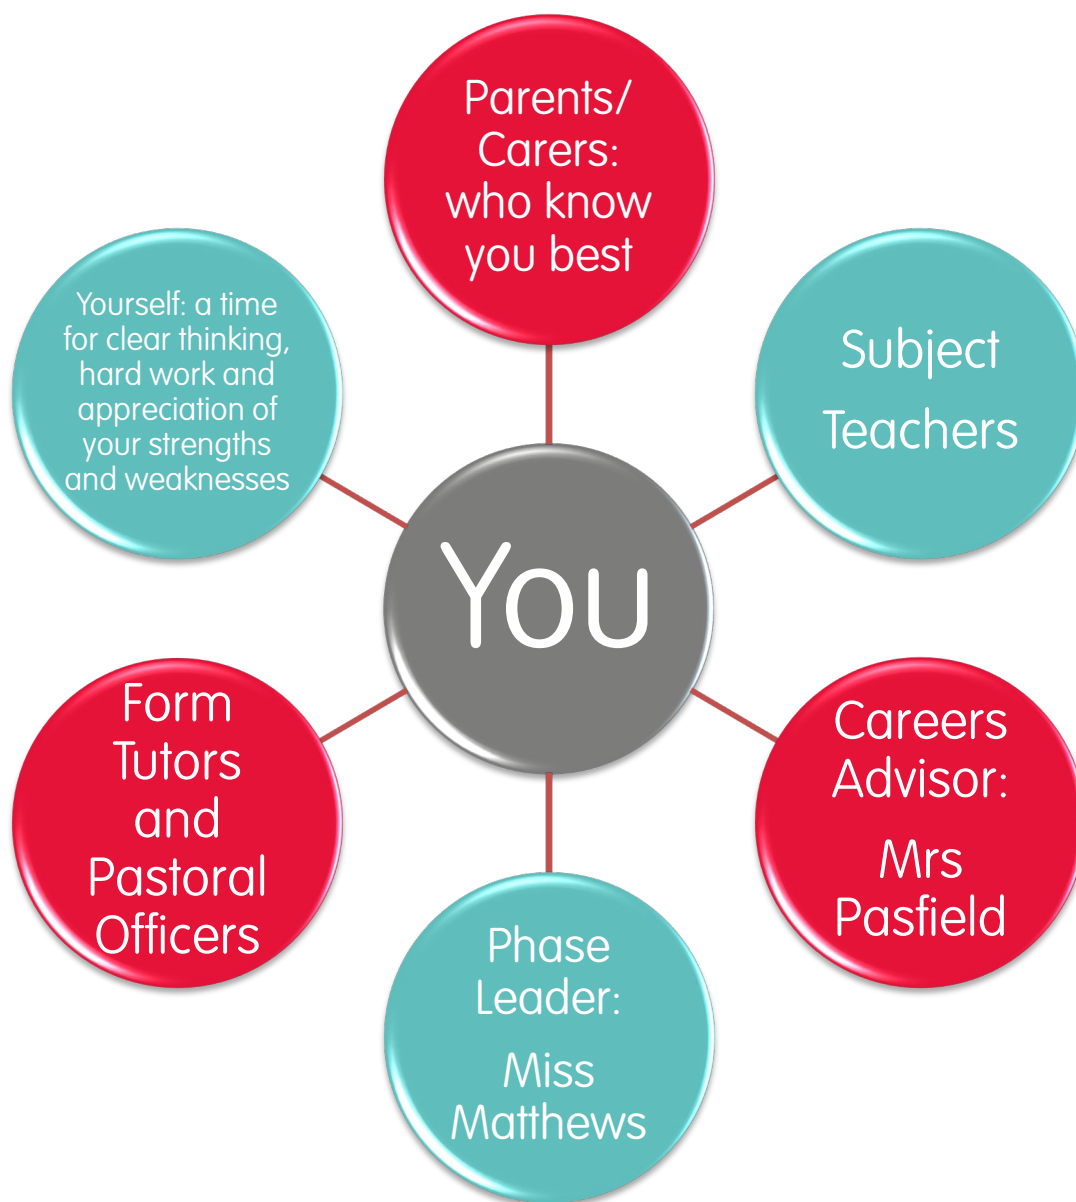 Parents/
Carers:
who know
you best
Subject
Teachers
Careers
Advisor:
Mrs
Pasfield
Phase
Leader:
Miss
Matthews
Form
Tutors
and
Pastoral
Officers
Yourself: a time
for clear thinking,
hard work and
appreciation of
your strengths
and weaknesses
You